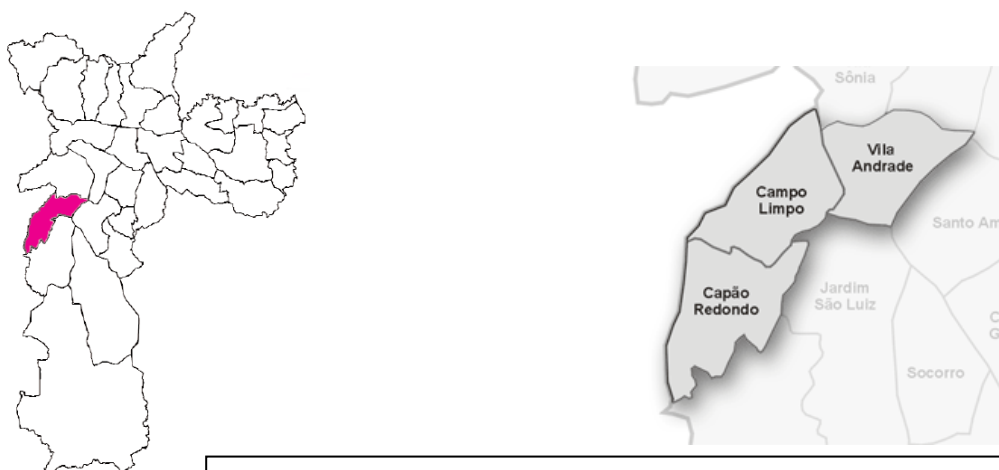 Sônia
Vila
Andrade
Campo
Limpo
Santo Am
Capão
Redondo
Jardim
São Luiz
C
G
Socorro